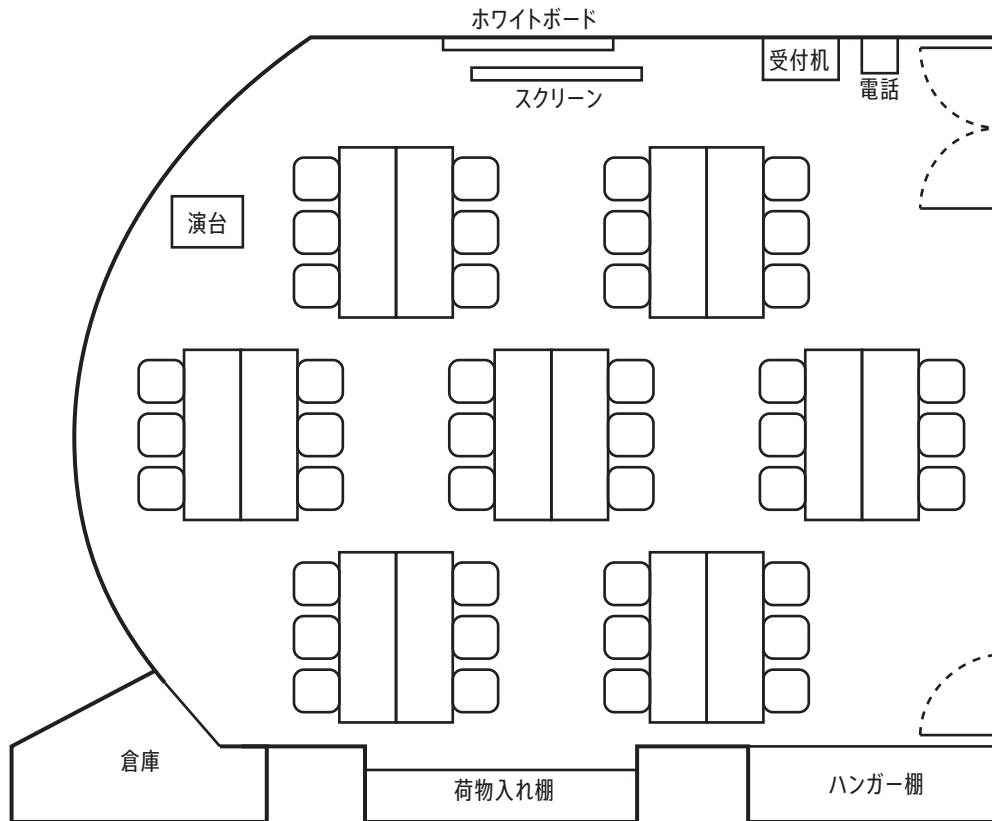 ホワイトボード
受付机
スクリーン
電話
演台
倉庫
荷物入れ棚
ハンガー棚